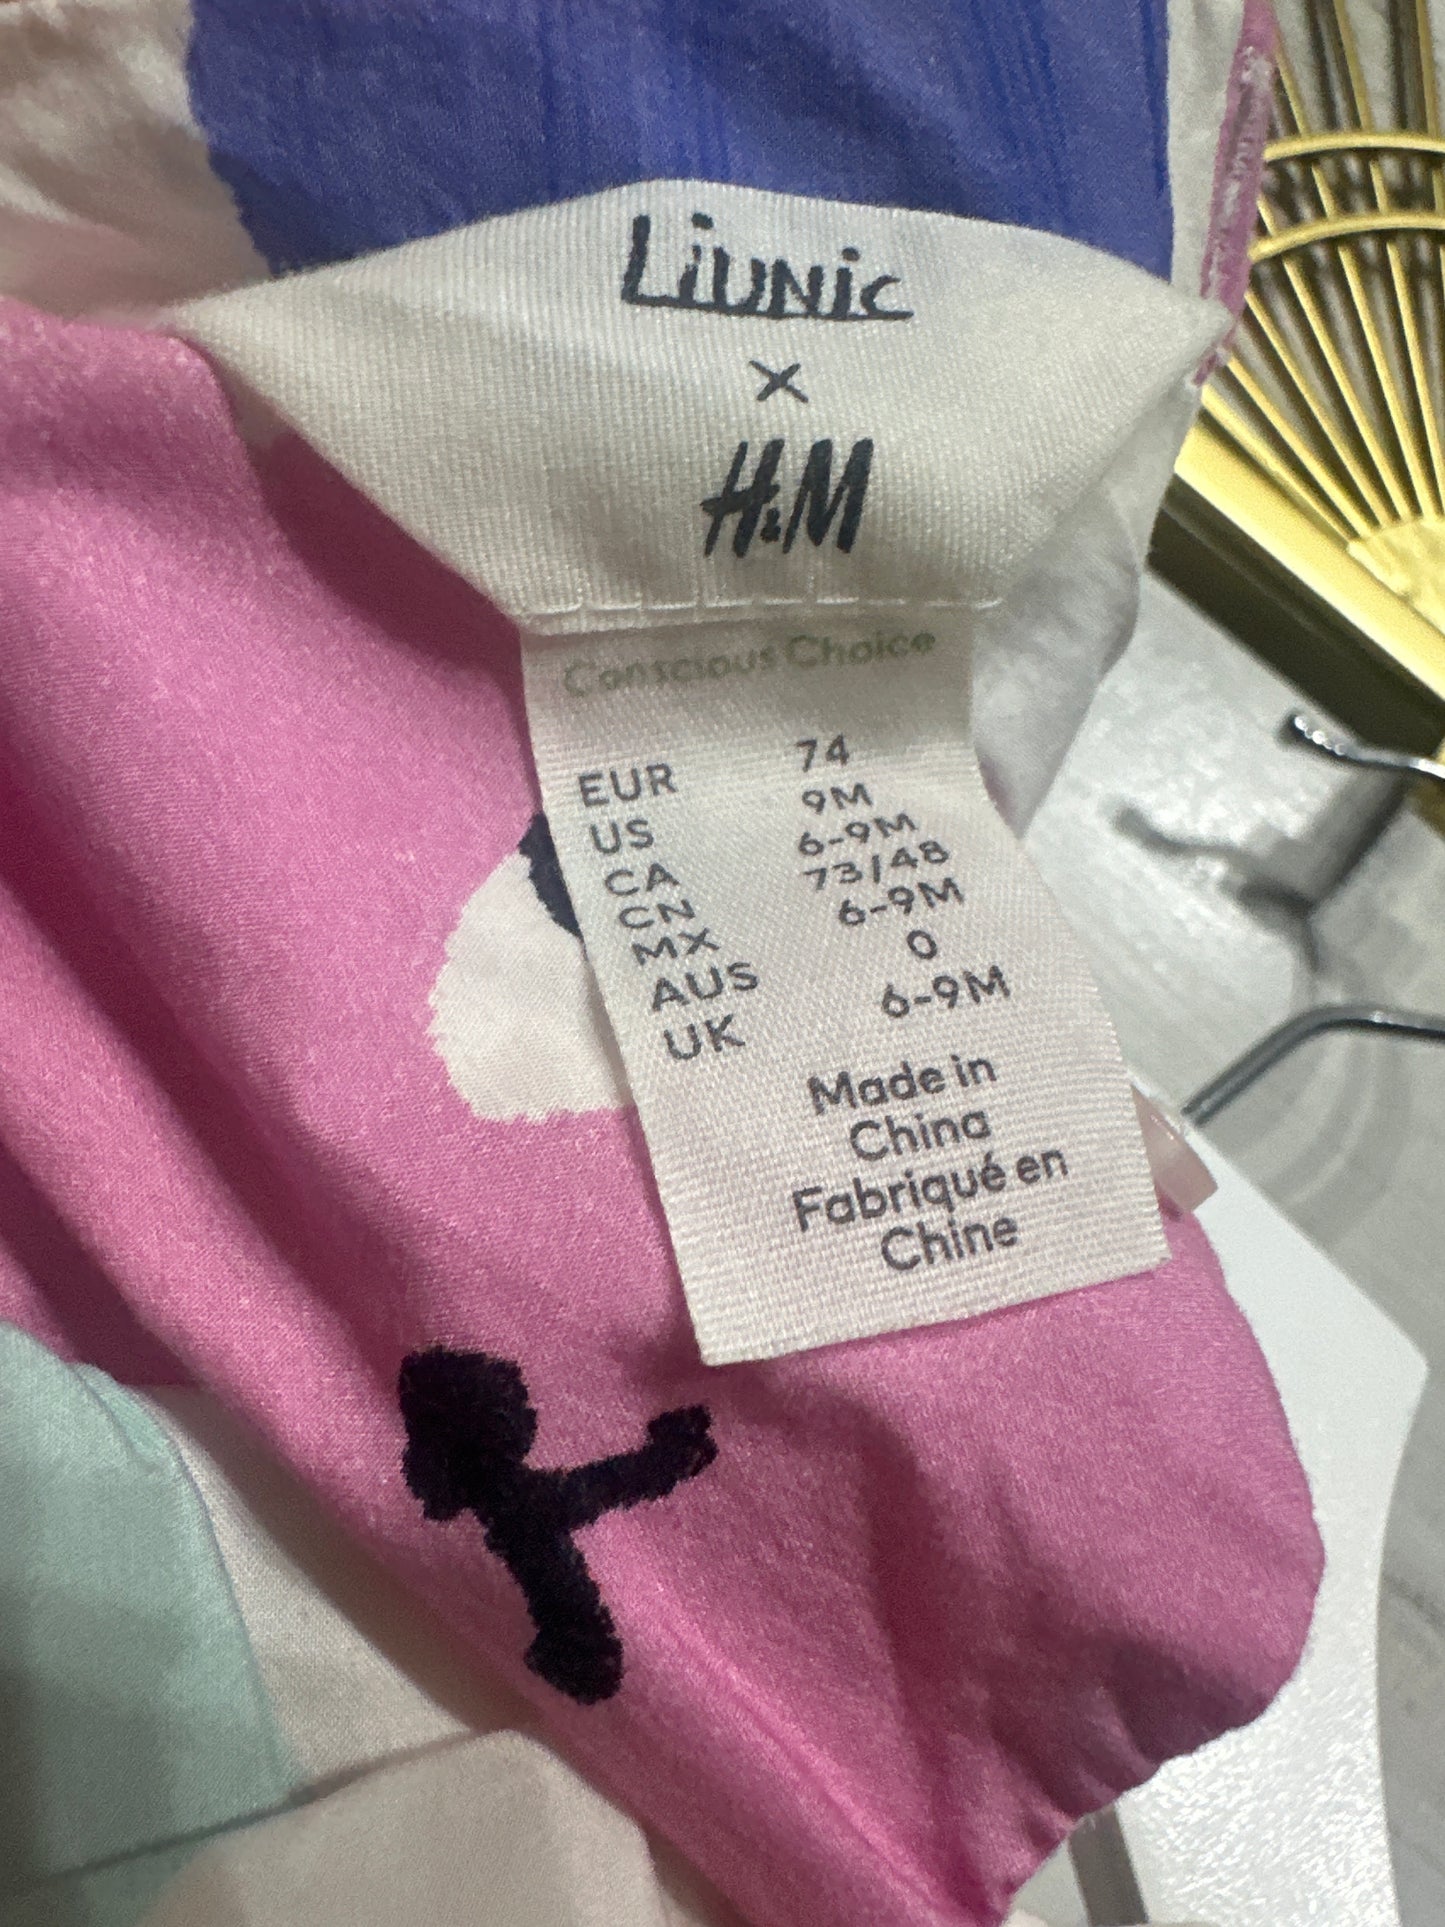 LiUNiC
×
H&M
Conscious Choice
EUR 74
US 9M
CA 6-9M
CN 73/48
MX 6-9M
AUS 0
UK 6-9M
Made in
China
Fabriqué en
Chine